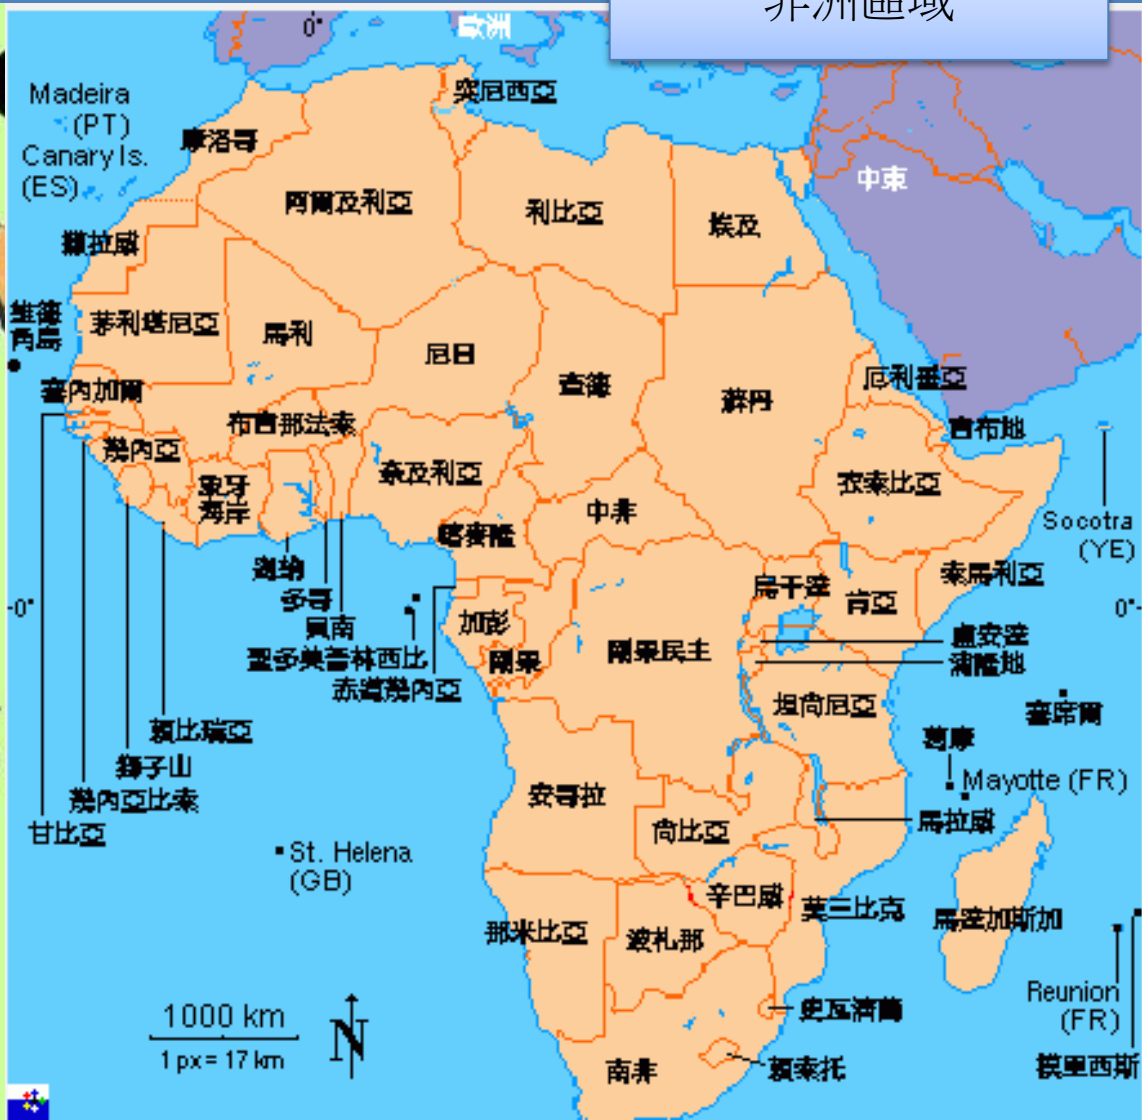 非洲區域
0°
Madeira
(PT)
突尼西亞
摩洛哥
Canary Is.
(ES)
中東
阿爾及利亞
利比亞
埃及
維德
角島
茅利塔尼亞
馬利
尼日
查德
蘇丹
厄利垂亞
塞內加爾
布吉那法索
吉布地
幾內亞
象牙
海岸
奈及利亞
衣索比亞
中非
喀麥隆
Socotra
(YE)
迦納
多哥
貝南
烏干達
肯亞
索馬利亞
0°
0°
加彭
剛果
剛果民主
盧安達
蒲隆地
聖多美普林西比
赤道幾內亞
坦尚尼亞
塞席爾
賴比瑞亞
葛摩
獅子山
Mayotte (FR)
幾內亞比索
安哥拉
甘比亞
尚比亞
馬拉威
St. Helena
(GB)
辛巴威
莫三比克
馬達加斯加
那米比亞
波札那
Reunion
(FR)
1000 km
N
史瓦濟蘭
1 px = 17 km
南非
賴索托
模里西斯